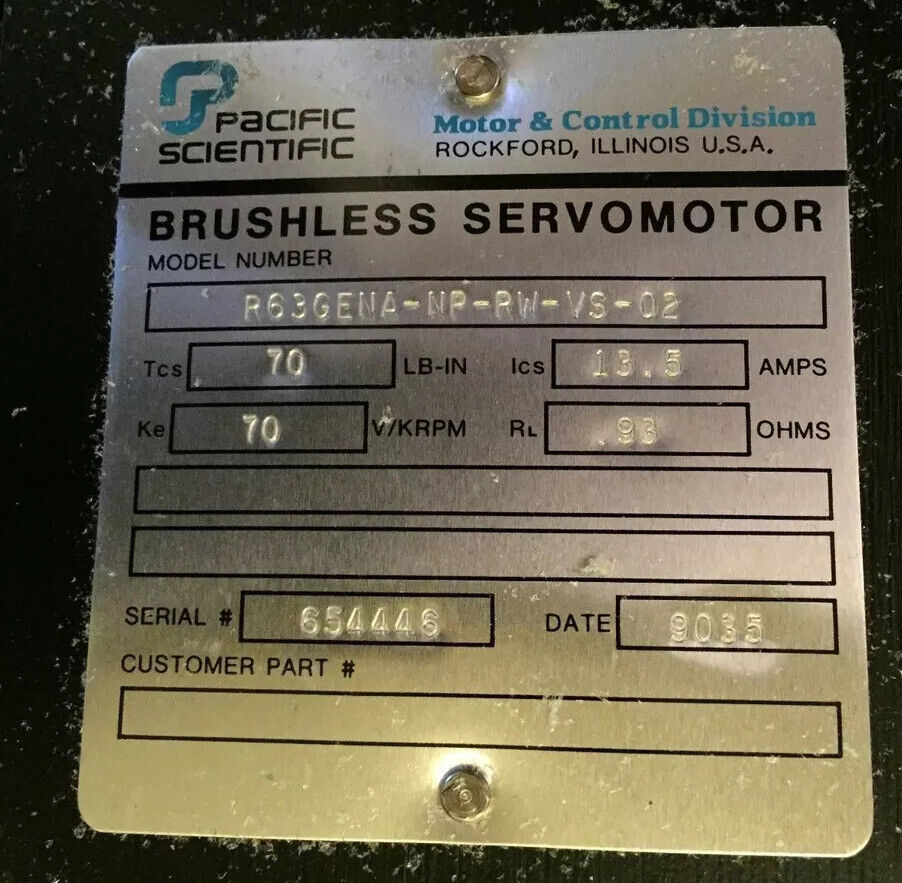 PACIFIC
SCIENTIFIC
Motor & Control Division
ROCKFORD, ILLINOIS U.S.A.
BRUSHLESS SERVOMOTOR
MODEL NUMBER
R63GENA-NP-RW-VS-02
Tcs 70 LB-IN Ics 13.5 AMPS
Ke 70 V/KRPM RL .93 OHMS
SERIAL # 654446 DATE 9035
CUSTOMER PART #